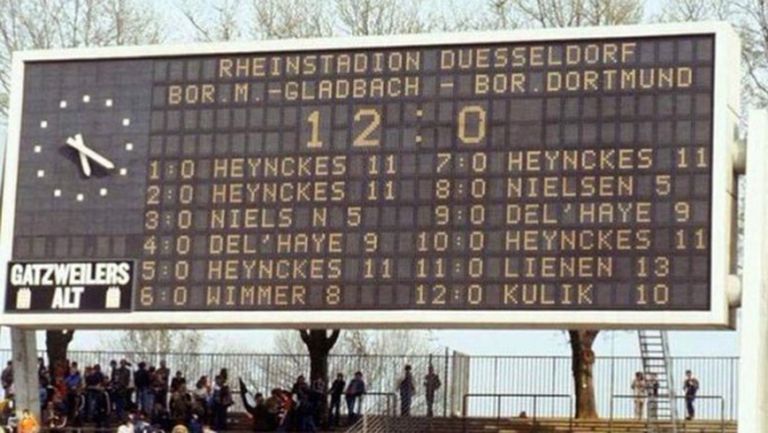 RHEINSTADION DUESSELDORF
BOR. M.-GLADBACH - BOR.DORTMUND
12:0
1:0 HEYNCKES 11 7:0 HEYNCKES 11
2:0 HEYNCKES 11 8:0 NIELSEN 5
3:0 NIELS N 5 9:0 DEL'HAYE 9
4:0 DEL'HAYE 9 10:0 HEYNCKES 11
5:0 HEYNCKES 11 11:0 LIENEN 13
6:0 WIMMER 8 12:0 KULIK 10
GATZWEILERS
ALT